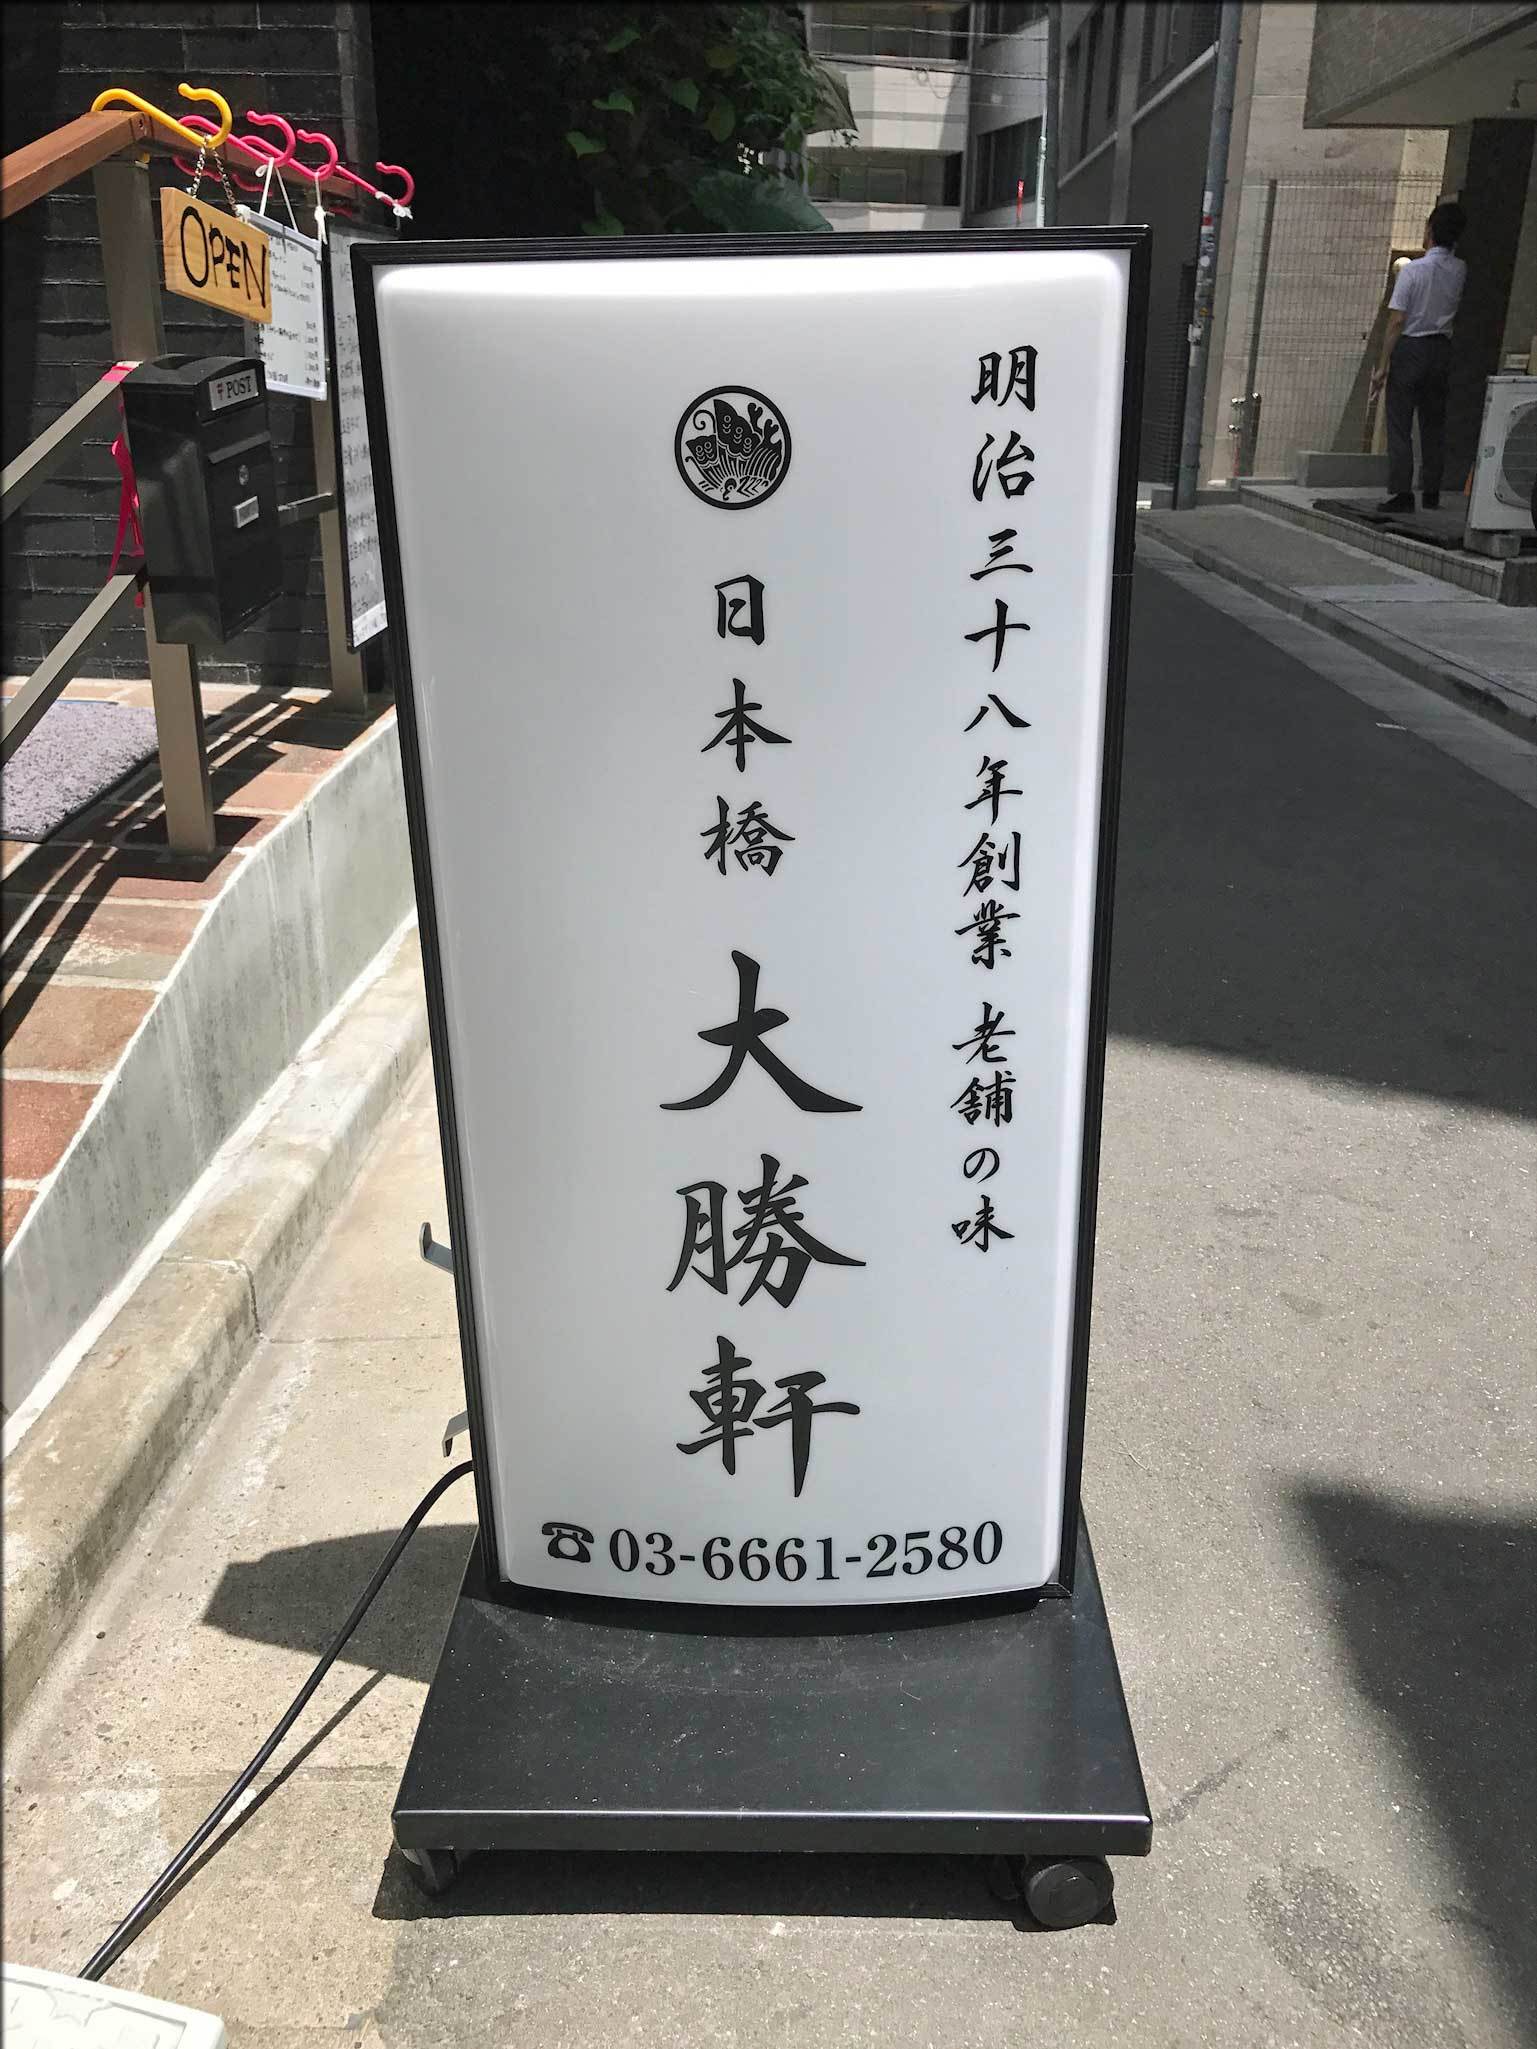 明治三十八年創業 老舗の味
日本橋 大勝軒
☎03-6661-2580
OPEN
〒POST